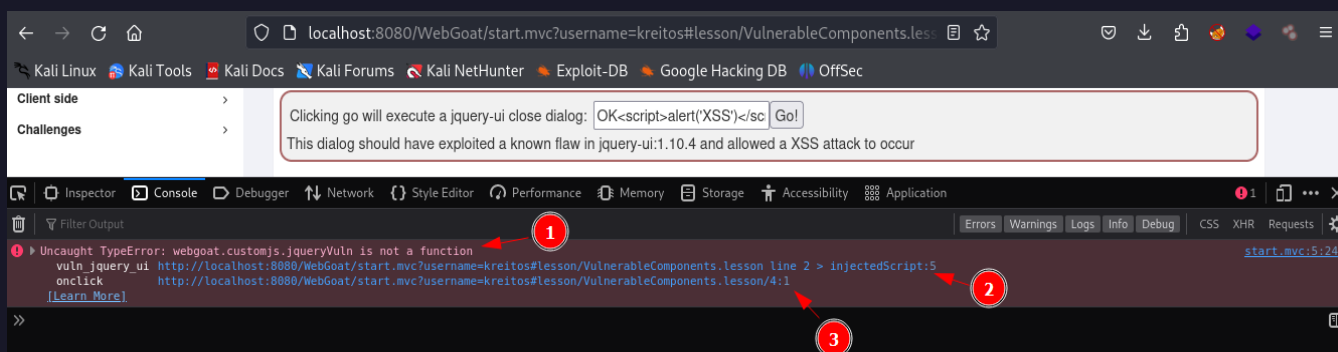 localhost:8080/WebGoat/start.mvc?username=kreitos#lesson/VulnerableComponents.less
Kali Linux Kali Tools Kali Docs Kali Forums Kali NetHunter Exploit-DB Google Hacking DB OffSec
Client side
Challenges
Clicking go will execute a jquery-ui close dialog: OK<script>alert('XSS')</sc Go!
This dialog should have exploited a known flaw in jquery-ui:1.10.4 and allowed a XSS attack to occur
Inspector Console Debugger Network Style Editor Performance Memory Storage Accessibility Application 1
Filter Output Errors Warnings Logs Info Debug CSS XHR Requests
1
Uncaught TypeError: webgoat.customjs.jqueryVuln is not a function start.mvc:5:24
vuln_jquery_ui http://localhost:8080/WebGoat/start.mvc?username=kreitos#lesson/VulnerableComponents.lesson line 2 > injectedScript:5
2
onclick http://localhost:8080/WebGoat/start.mvc?username=kreitos#lesson/VulnerableComponents.lesson/4:1
[Learn More]
3